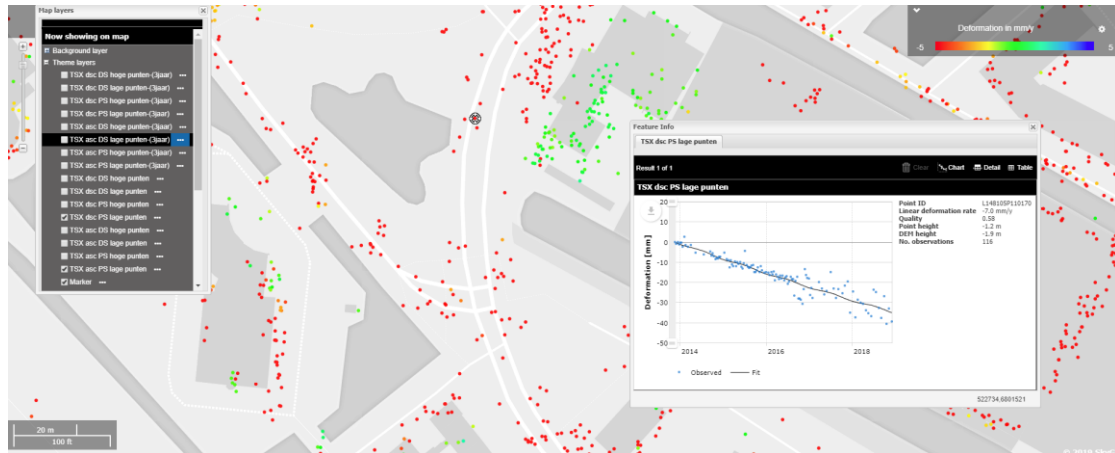 Map layers
Now showing on map
Background layer
Theme layers
TSX dsc DS hoge punten-(3jaar) •••
TSX dsc DS lage punten-(3jaar) •••
TSX dsc PS hoge punten-(3jaar) •••
TSX dsc PS lage punten-(3jaar) •••
TSX asc DS hoge punten-(3jaar) •••
TSX asc DS lage punten-(3jaar) •••
TSX asc PS hoge punten-(3jaar) •••
TSX asc PS lage punten-(3jaar) •••
TSX dsc DS hoge punten •••
TSX dsc DS lage punten •••
TSX dsc PS hoge punten •••
TSX dsc PS lage punten •••
TSX asc DS hoge punten •••
TSX asc DS lage punten •••
TSX asc PS hoge punten •••
TSX asc PS lage punten •••
Marker •••
20 m
100 ft
Deformation in mm/y
-5 5
Feature Info
TSX dsc PS lage punten
Result 1 of 1
Clear Chart Detail Table
TSX dsc PS lage punten
Deformation [mm]
20
10
0
-10
-20
-30
-40
-50
2014 2016 2018
Observed Fit
Point ID L148105P110170
Linear deformation rate -7.0 mm/y
Quality 0.58
Point height -1.2 m
DEM height -1.9 m
No. observations 116
522734,6801521